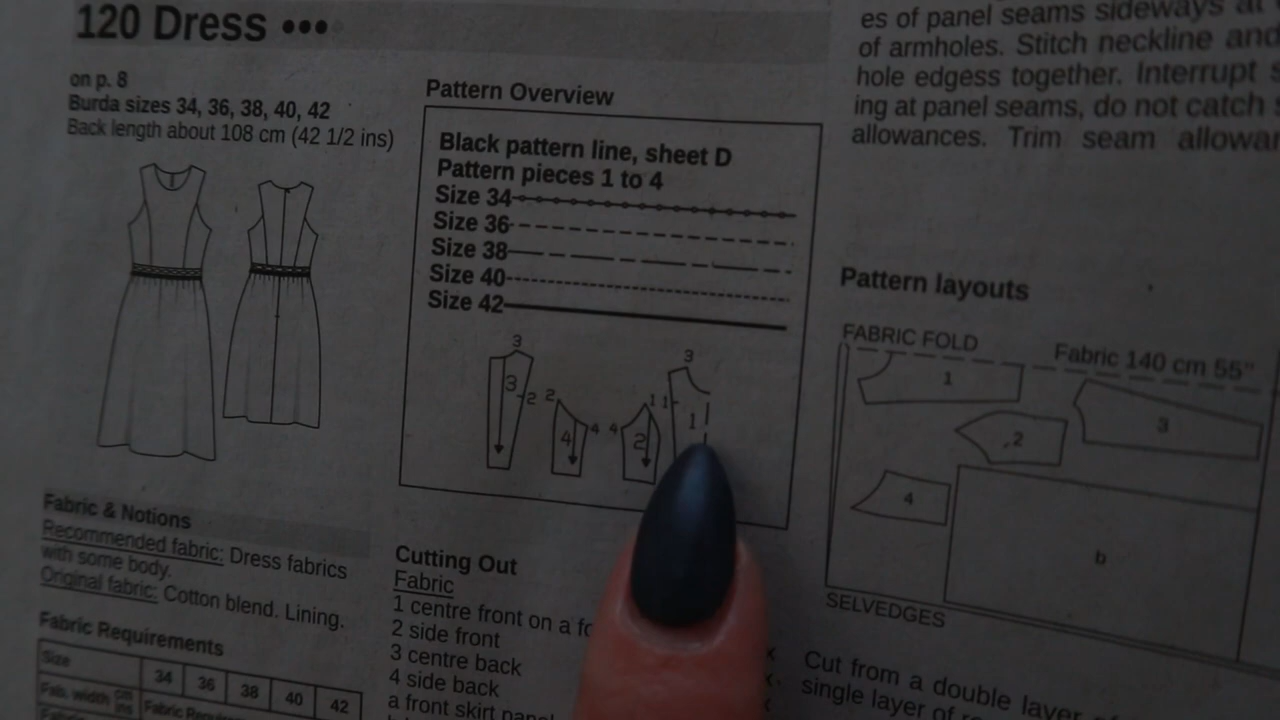 120 Dress •••
on p. 8
Burda sizes 34, 36, 38, 40, 42
Back length about 108 cm (42 1/2 ins)
Fabric & Notions
Recommended fabric: Dress fabrics
with some body.
Original fabric: Cotton blend. Lining.
Fabric Requirements
Size 34 36 38 40 42
Fab. width cm ins
Pattern Overview
Black pattern line, sheet D
Pattern pieces 1 to 4
Size 34
Size 36
Size 38
Size 40
Size 42
3
3
2
2
4
4
4
2
1
1
3
1
Cutting Out
Fabric
1 centre front on a
2 side front
3 centre back
4 side back
a front skirt
es of panel seams sideways at
of armholes. Stitch neckline and
hole edgess together. Interrupt
ing at panel seams, do not catch
allowances. Trim seam
Pattern layouts
FABRIC FOLD
Fabric 140 cm 55"
1
2
3
4
b
SELVEDGES
Cut from a double layer
single layer of